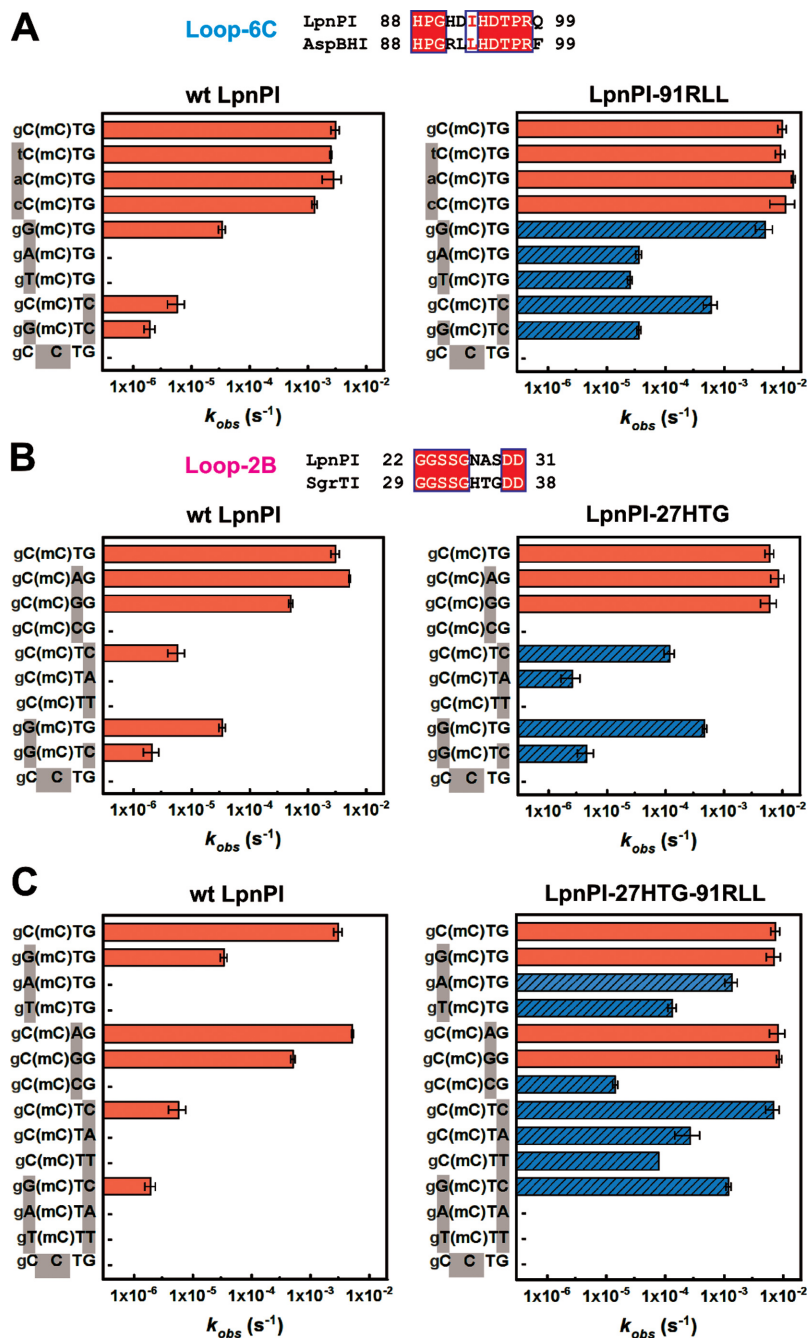 A
Loop-6C
LpnPI 88 HPGHDIHDTPRQ 99
AspBHI 88 HPGRLLHDTPRF 99
wt LpnPI
gC(mC)TG
tC(mC)TG
aC(mC)TG
cC(mC)TG
gG(mC)TG
gA(mC)TG
gT(mC)TG
gC(mC)TC
gG(mC)TC
gC C TG
1x10⁻⁶ 1x10⁻⁵ 1x10⁻⁴ 1x10⁻³ 1x10⁻²
kobs (s⁻¹)
LpnPI-91RLL
gC(mC)TG
tC(mC)TG
aC(mC)TG
cC(mC)TG
gG(mC)TG
gA(mC)TG
gT(mC)TG
gC(mC)TC
gG(mC)TC
gC C TG
1x10⁻⁶ 1x10⁻⁵ 1x10⁻⁴ 1x10⁻³ 1x10⁻²
kobs (s⁻¹)
B
Loop-2B
LpnPI 22 GGSSGNASDD 31
SgrTI 29 GGSSGHTGDD 38
wt LpnPI
gC(mC)TG
gC(mC)AG
gC(mC)GG
gC(mC)CG
gC(mC)TC
gC(mC)TA
gC(mC)TT
gG(mC)TG
gG(mC)TC
gC C TG
1x10⁻⁶ 1x10⁻⁵ 1x10⁻⁴ 1x10⁻³ 1x10⁻²
kobs (s⁻¹)
LpnPI-27HTG
gC(mC)TG
gC(mC)AG
gC(mC)GG
gC(mC)CG
gC(mC)TC
gC(mC)TA
gC(mC)TT
gG(mC)TG
gG(mC)TC
gC C TG
1x10⁻⁶ 1x10⁻⁵ 1x10⁻⁴ 1x10⁻³ 1x10⁻²
kobs (s⁻¹)
C
wt LpnPI
gC(mC)TG
gG(mC)TG
gA(mC)TG
gT(mC)TG
gC(mC)AG
gC(mC)GG
gC(mC)CG
gC(mC)TC
gC(mC)TA
gC(mC)TT
gG(mC)TC
gA(mC)TA
gT(mC)TT
gC C TG
1x10⁻⁶ 1x10⁻⁵ 1x10⁻⁴ 1x10⁻³ 1x10⁻²
kobs (s⁻¹)
LpnPI-27HTG-91RLL
gC(mC)TG
gG(mC)TG
gA(mC)TG
gT(mC)TG
gC(mC)AG
gC(mC)GG
gC(mC)CG
gC(mC)TC
gC(mC)TA
gC(mC)TT
gG(mC)TC
gA(mC)TA
gT(mC)TT
gC C TG
1x10⁻⁶ 1x10⁻⁵ 1x10⁻⁴ 1x10⁻³ 1x10⁻²
kobs (s⁻¹)